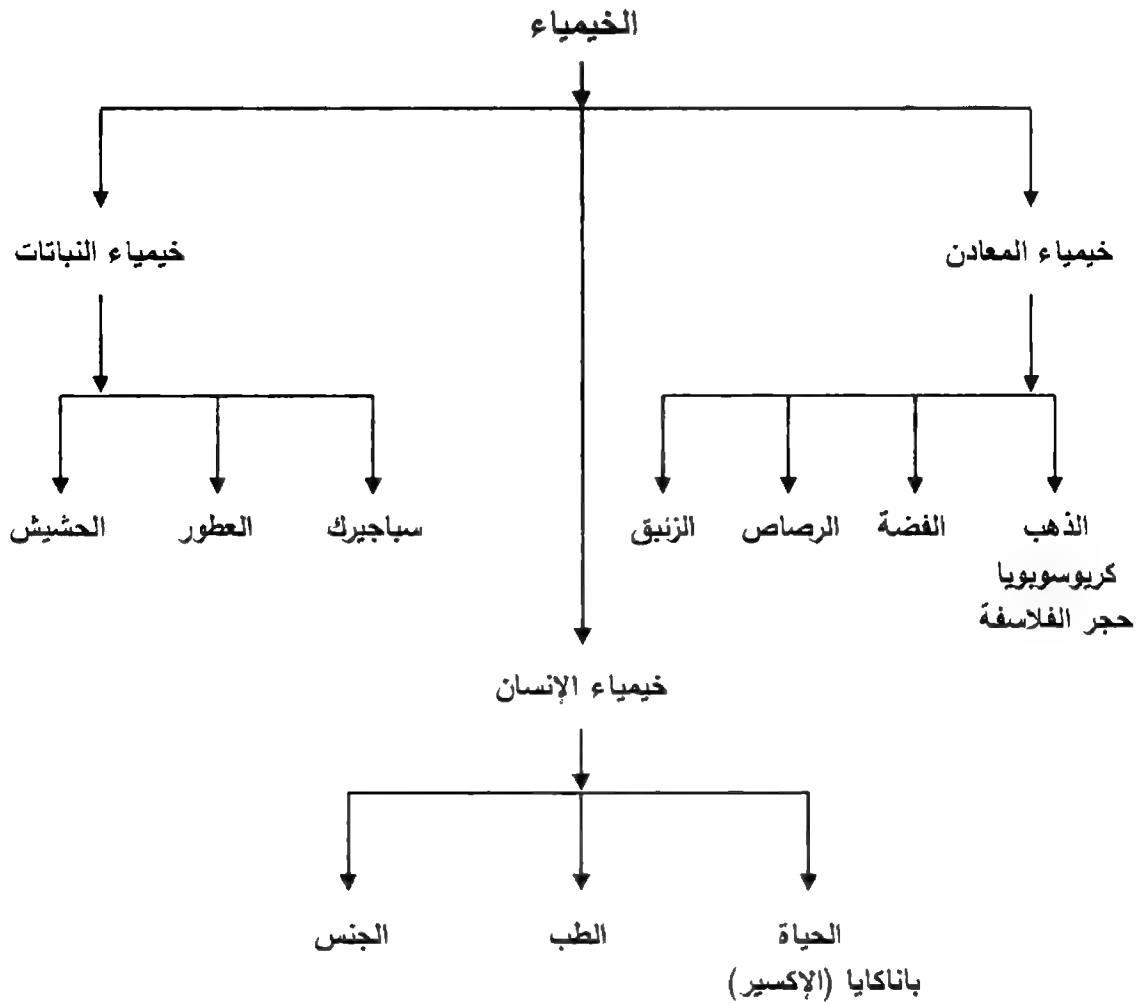 الخيمياء
خيمياء المعادن
خيمياء النباتات
الذهب
كريوسوبويا
حجر الفلاسفة
الفضة
الرصاص
الزئبق
سباجيرك
العطور
الحشيش
خيمياء الإنسان
الحياة
باناكايا (الإكسير)
الطب
الجنس